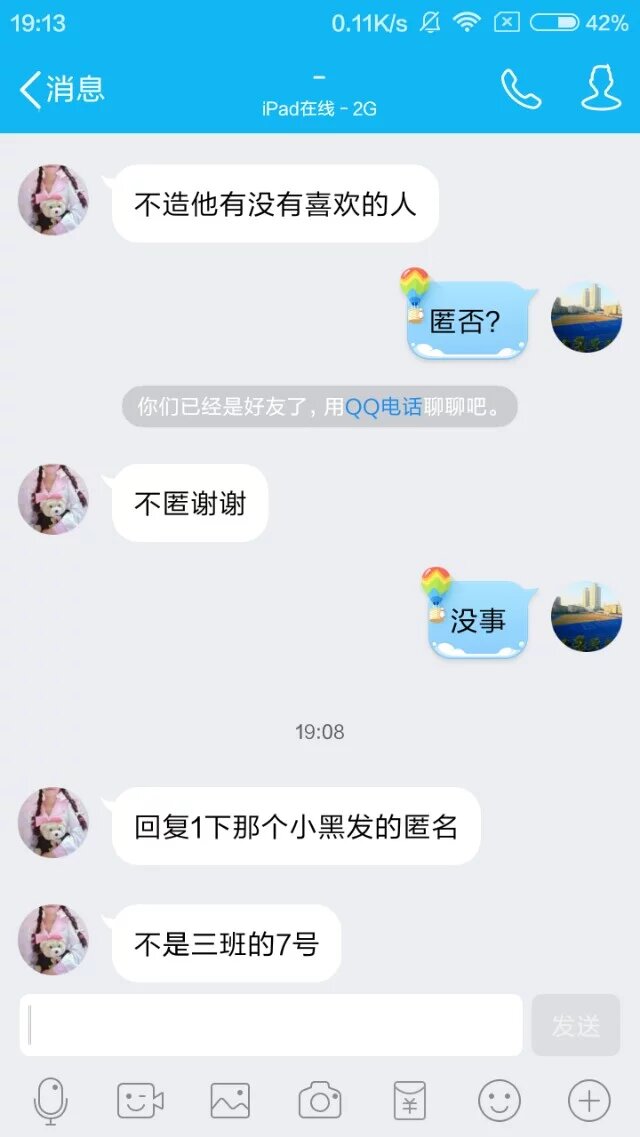 19:13
0.11K/s
42%
消息
-
iPad在线 - 2G
不造他有没有喜欢的人
匿否?
你们已经是好友了，用QQ电话聊聊吧。
不匿谢谢
没事
19:08
回复1下那个小黑发的匿名
不是三班的7号
发送